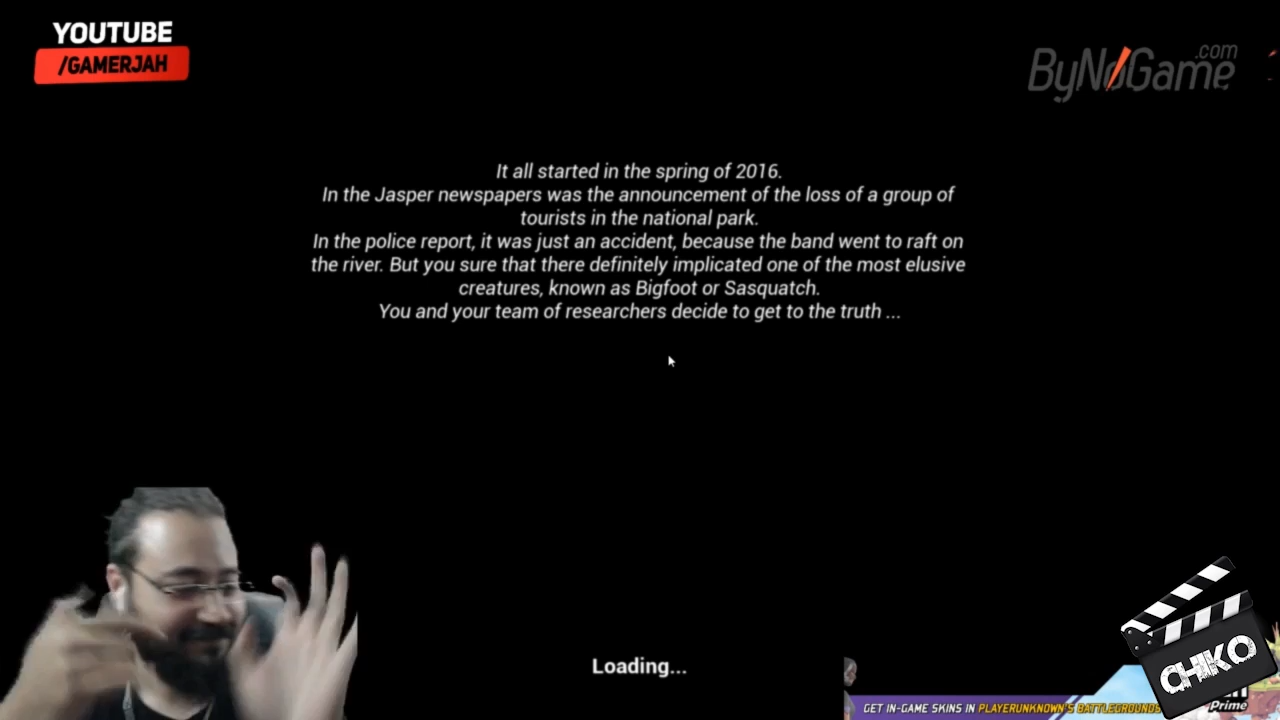 YOUTUBE
/GAMERJAH
ByNoGame
.com
It all started in the spring of 2016.
In the Jasper newspapers was the announcement of the loss of a group of
tourists in the national park.
In the police report, it was just an accident, because the band went to raft on
the river. But you sure that there definitely implicated one of the most elusive
creatures, known as Bigfoot or Sasquatch.
You and your team of researchers decide to get to the truth ...
Loading...
CHIKO
GET IN-GAME SKINS IN PLAYERUNKNOWN'S BATTLEGROUNDS
Prime